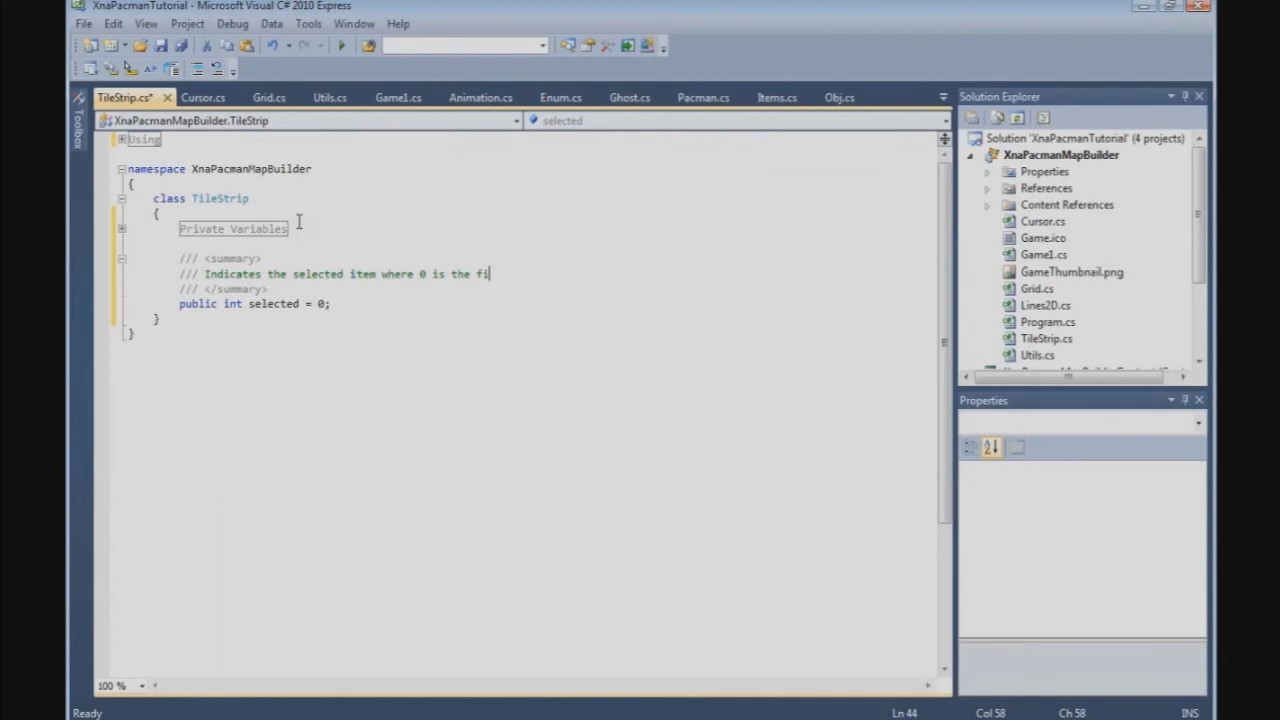 XnaPacmanTutorial - Microsoft Visual C# 2010 Express
File Edit View Project Debug Data Tools Window Help
TileStrip.cs* Cursor.cs Grid.cs Utils.cs Game1.cs Animation.cs Enum.cs Ghost.cs Pacman.cs Items.cs Obj.cs
Toolbox
XnaPacmanMapBuilder.TileStrip selected
Using
namespace XnaPacmanMapBuilder
{
class TileStrip
{
Private Variables
/// <summary>
/// Indicates the selected item where 0 is the fi
/// </summary>
public int selected = 0;
}
}
100 %
Solution Explorer
Solution 'XnaPacmanTutorial' (4 projects)
XnaPacmanMapBuilder
Properties
References
Content References
Cursor.cs
Game.ico
Game1.cs
GameThumbnail.png
Grid.cs
Lines2D.cs
Program.cs
TileStrip.cs
Utils.cs
Properties
Ready Ln 44 Col 58 Ch 58 INS